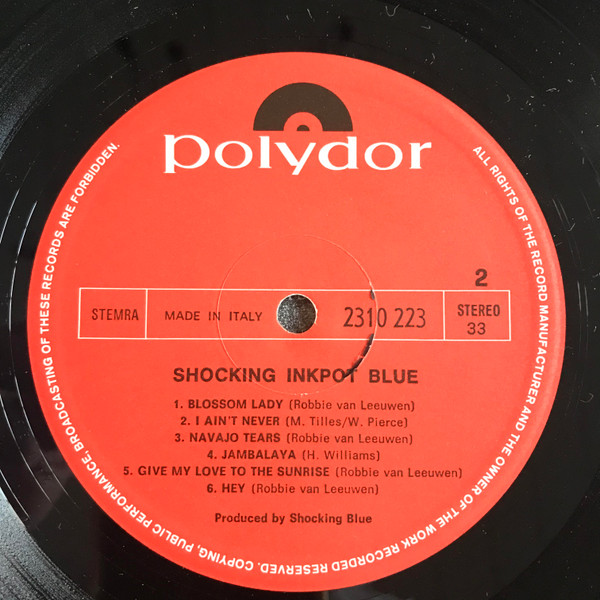 polydor
ALL RIGHTS OF THE RECORD MANUFACTURER AND THE OWNER OF THE WORK RECORDED RESERVED. COPYING, PUBLIC PERFORMANCE, BROADCASTING OF THESE RECORDS ARE FORBIDDEN.
2
STEMRA MADE IN ITALY 2310 223 STEREO
33
SHOCKING INKPOT BLUE
1. BLOSSOM LADY (Robbie van Leeuwen)
2. I AIN'T NEVER (M. Tilles/W. Pierce)
3. NAVAJO TEARS (Robbie van Leeuwen)
4. JAMBALAYA (H. Williams)
5. GIVE MY LOVE TO THE SUNRISE (Robbie van Leeuwen)
6. HEY (Robbie van Leeuwen)
Produced by Shocking Blue